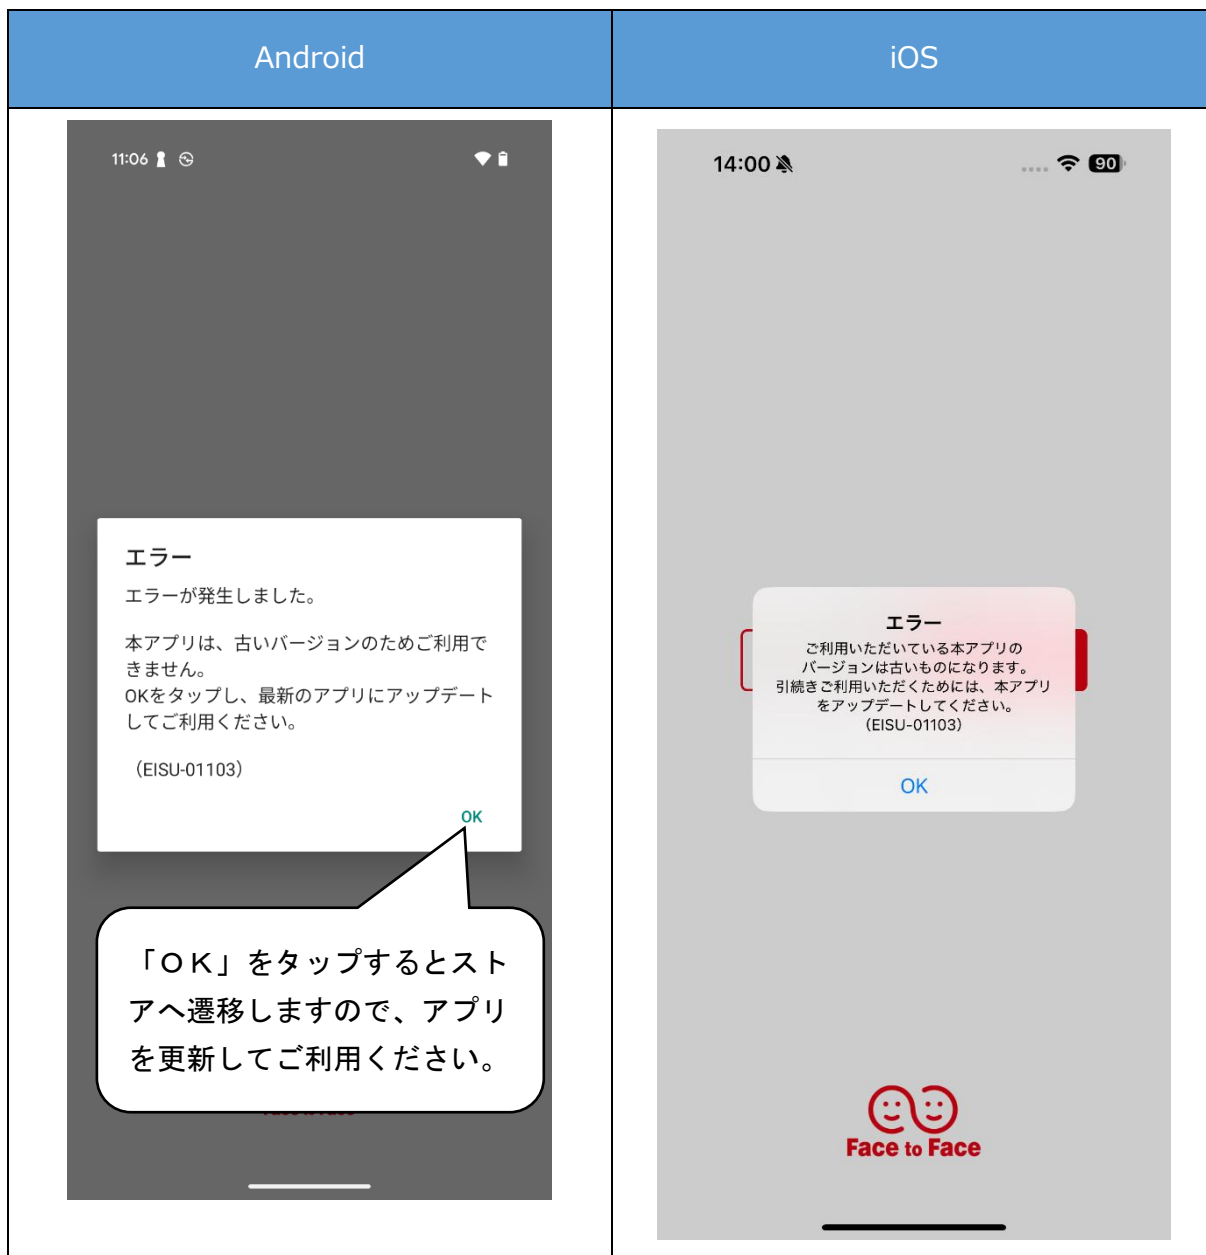 Android
iOS
11:06
エラー
エラーが発生しました。
本アプリは、古いバージョンのためご利用で
きません。
OKをタップし、最新のアプリにアップデート
してご利用ください。
（EISU-01103）
OK
「ＯＫ」をタップするとスト
アへ遷移しますので、アプリ
を更新してご利用ください。
14:00
90
エラー
ご利用いただいている本アプリの
バージョンは古いものになります。
引続きご利用いただくためには、本アプリ
をアップデートしてください。
（EISU-01103）
OK
Face to Face